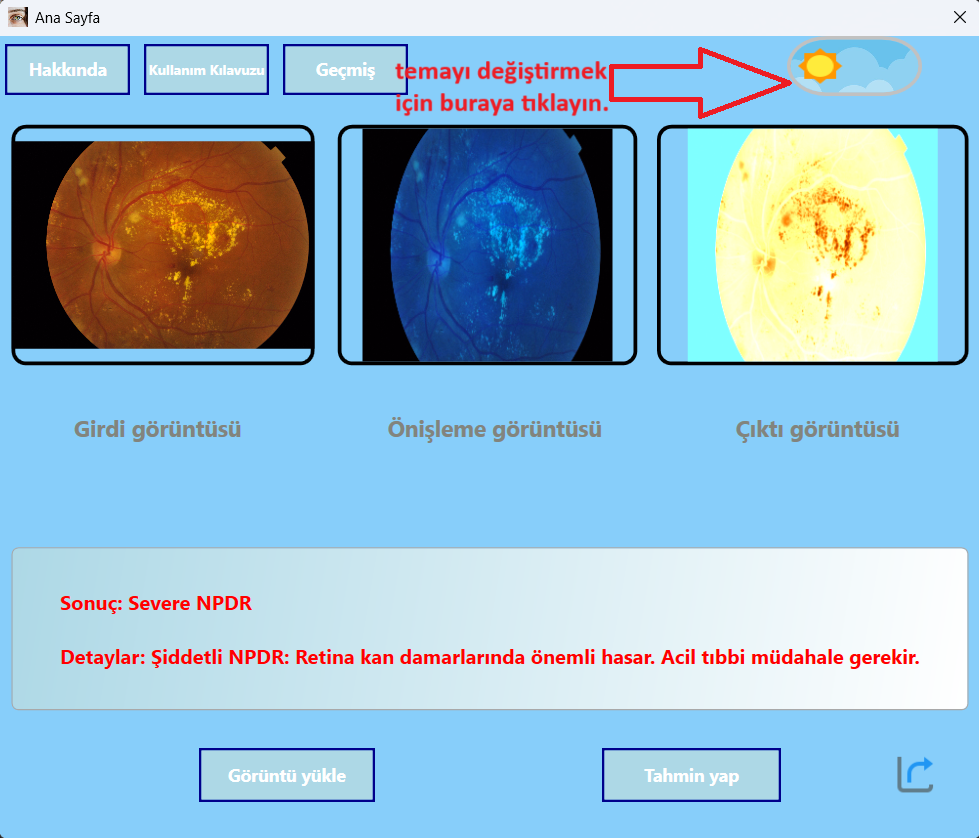 Ana Sayfa
Hakkında
Kullanım Kılavuzu
Geçmiş
temayı değiştirmek
için buraya tıklayın.
Girdi görüntüsü
Önişleme görüntüsü
Çıktı görüntüsü
Sonuç: Severe NPDR
Detaylar: Şiddetli NPDR: Retina kan damarlarında önemli hasar. Acil tıbbi müdahale gerekir.
Görüntü yükle
Tahmin yap